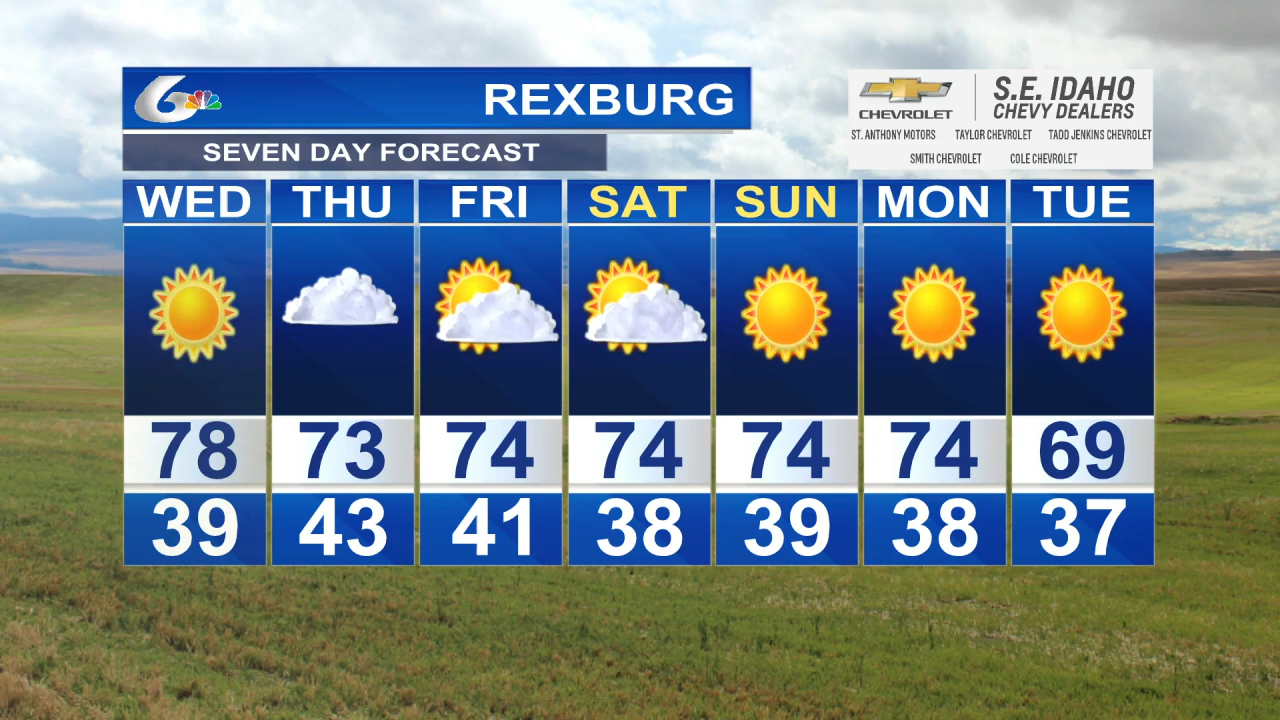 6
REXBURG
SEVEN DAY FORECAST
CHEVROLET
S.E. IDAHO
CHEVY DEALERS
ST. ANTHONY MOTORS TAYLOR CHEVROLET TADD JENKINS CHEVROLET
SMITH CHEVROLET COLE CHEVROLET
WED THU FRI SAT SUN MON TUE
78 73 74 74 74 74 69
39 43 41 38 39 38 37